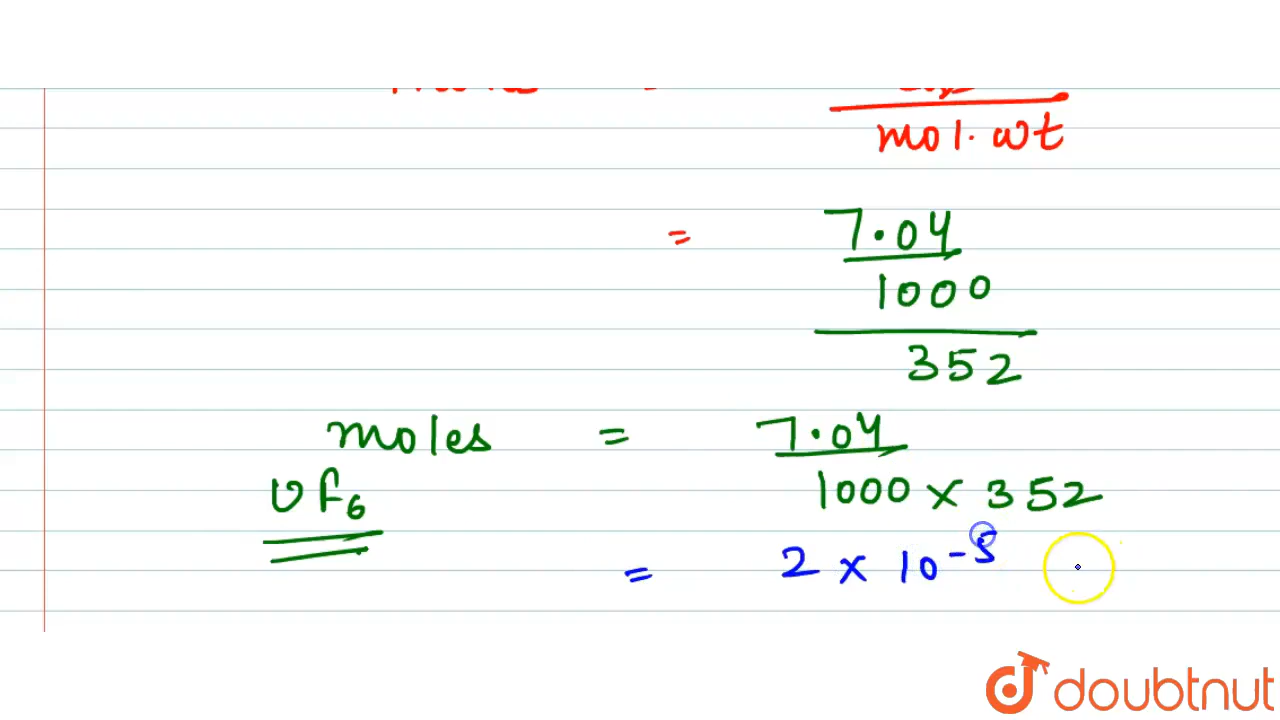 =
mol. wt
= 7.04
1000
352
moles = 7.04
UF6 1000 x 352
= 2 x 10-5
doubtnut